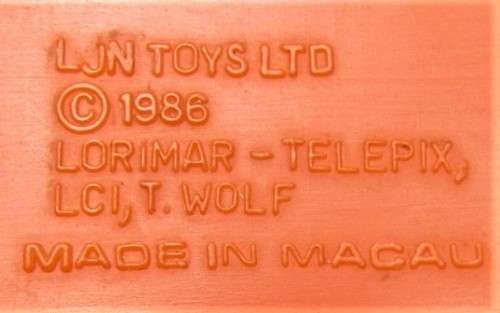 LJN TOYS LTD
© 1986
LORIMAR - TELEPIX,
LCI, T. WOLF
MADE IN MACAU